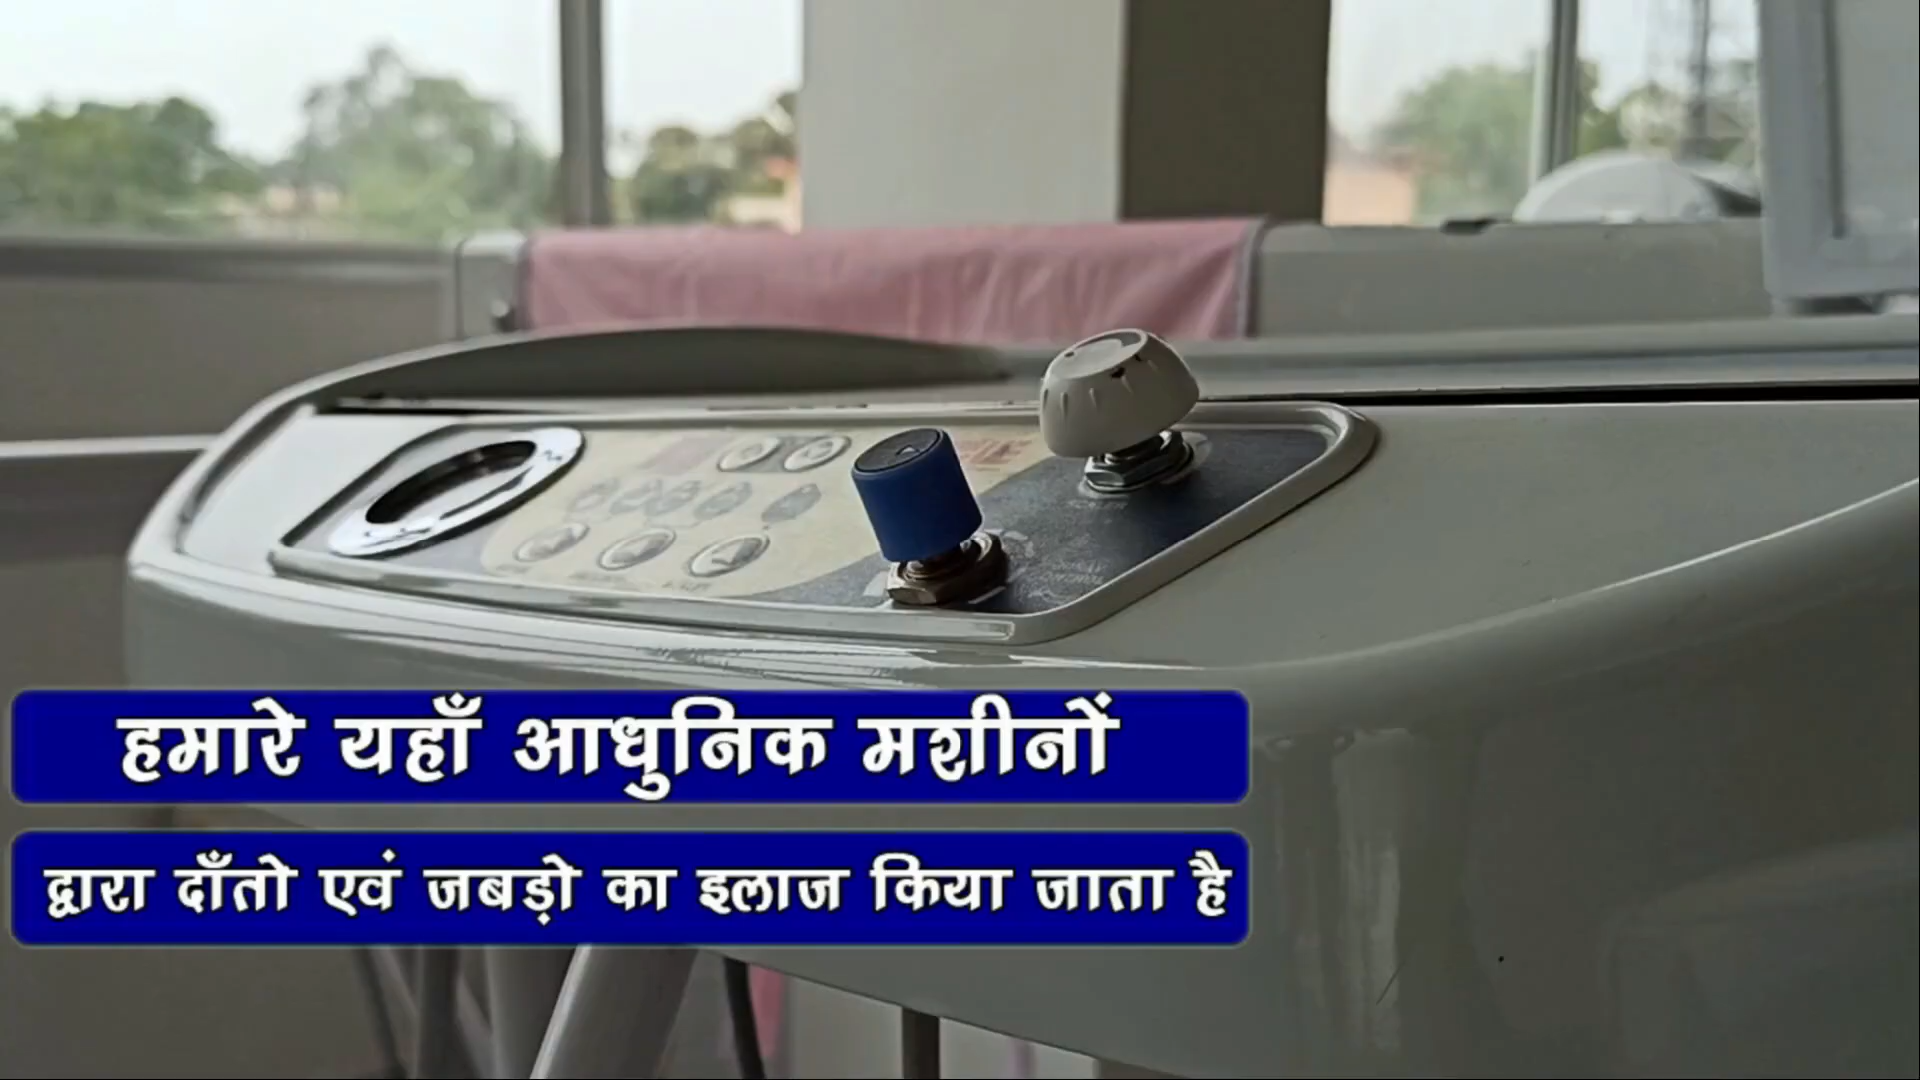 हमारे यहाँ आधुनिक मशीनों
द्वारा दाँतो एवं जबड़ो का इलाज किया जाता है